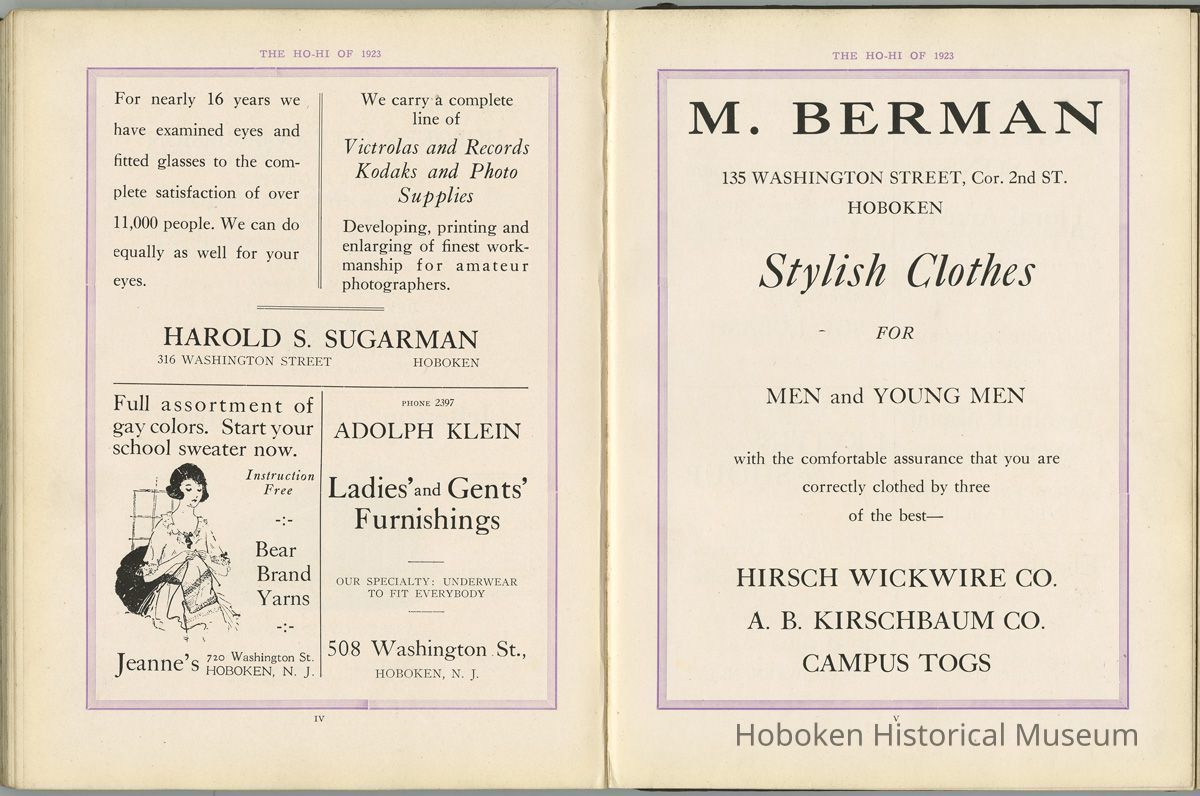 THE HO-HI OF 1923
For nearly 16 years we
have examined eyes and
fitted glasses to the com-
plete satisfaction of over
11,000 people. We can do
equally as well for your
eyes.
We carry a complete
line of
Victrolas and Records
Kodaks and Photo
Supplies
Developing, printing and
enlarging of finest work-
manship for amateur
photographers.
HAROLD S. SUGARMAN
316 WASHINGTON STREET HOBOKEN
Full assortment of
gay colors. Start your
school sweater now.
Instruction
Free
-:-
Bear
Brand
Yarns
-:-
Jeanne's 720 Washington St.
HOBOKEN, N. J.
PHONE 2397
ADOLPH KLEIN
Ladies' and Gents'
Furnishings
OUR SPECIALTY: UNDERWEAR
TO FIT EVERYBODY
508 Washington St.,
HOBOKEN, N. J.
IV
THE HO-HI OF 1923
M. BERMAN
135 WASHINGTON STREET, Cor. 2nd ST.
HOBOKEN
Stylish Clothes
FOR
MEN and YOUNG MEN
with the comfortable assurance that you are
correctly clothed by three
of the best—
HIRSCH WICKWIRE CO.
A. B. KIRSCHBAUM CO.
CAMPUS TOGS
V
Hoboken Historical Museum